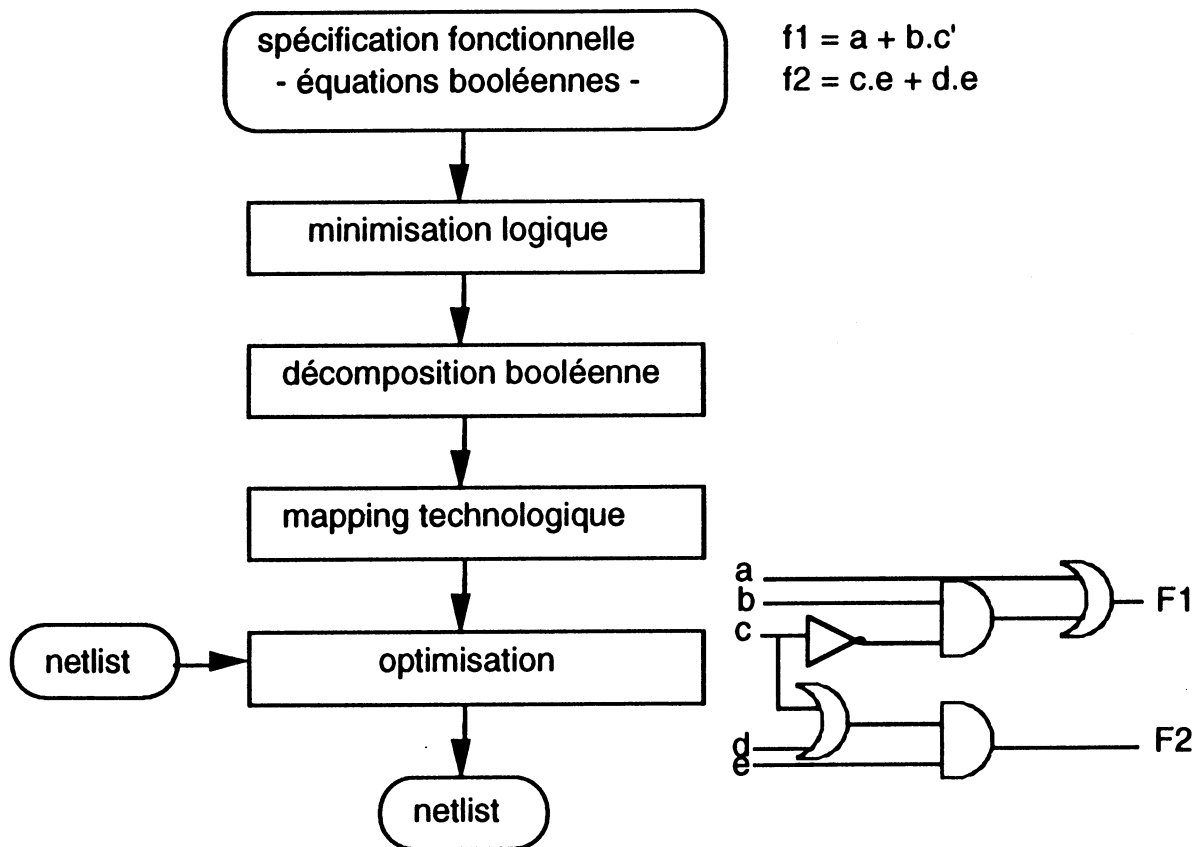 spécification fonctionnelle
- équations booléennes -
f1 = a + b.c'
f2 = c.e + d.e
minimisation logique
décomposition booléenne
mapping technologique
netlist
optimisation
netlist
a
b
c
d
e
F1
F2